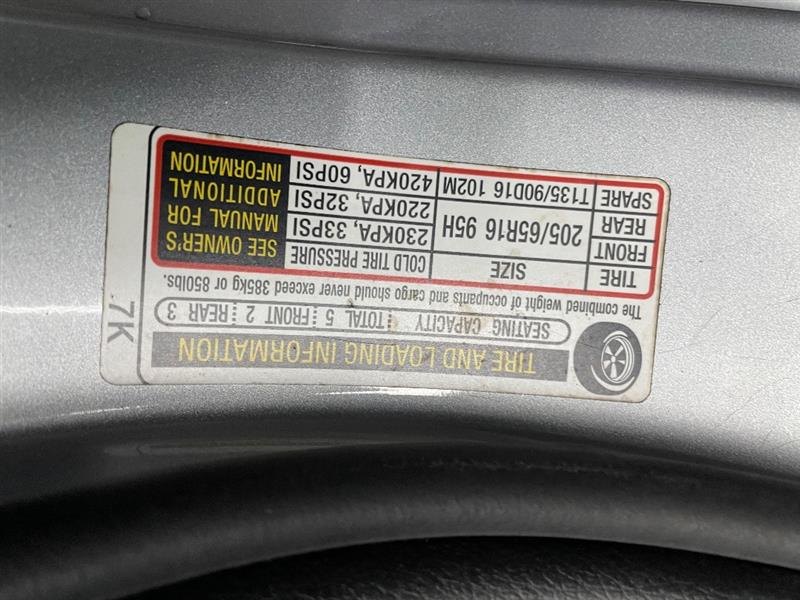 TIRE AND LOADING INFORMATION
SEATING CAPACITY TOTAL 5 FRONT 2 REAR 3
The combined weight of occupants and cargo should never exceed 385kg or 850lbs.
TIRE SIZE COLD TIRE PRESSURE
FRONT 205/65R16 95H 230KPA, 33PSI
REAR 220KPA, 32PSI
SPARE T135/90D16 102M 420KPA, 60PSI
SEE OWNER'S
MANUAL FOR
ADDITIONAL
INFORMATION
7K